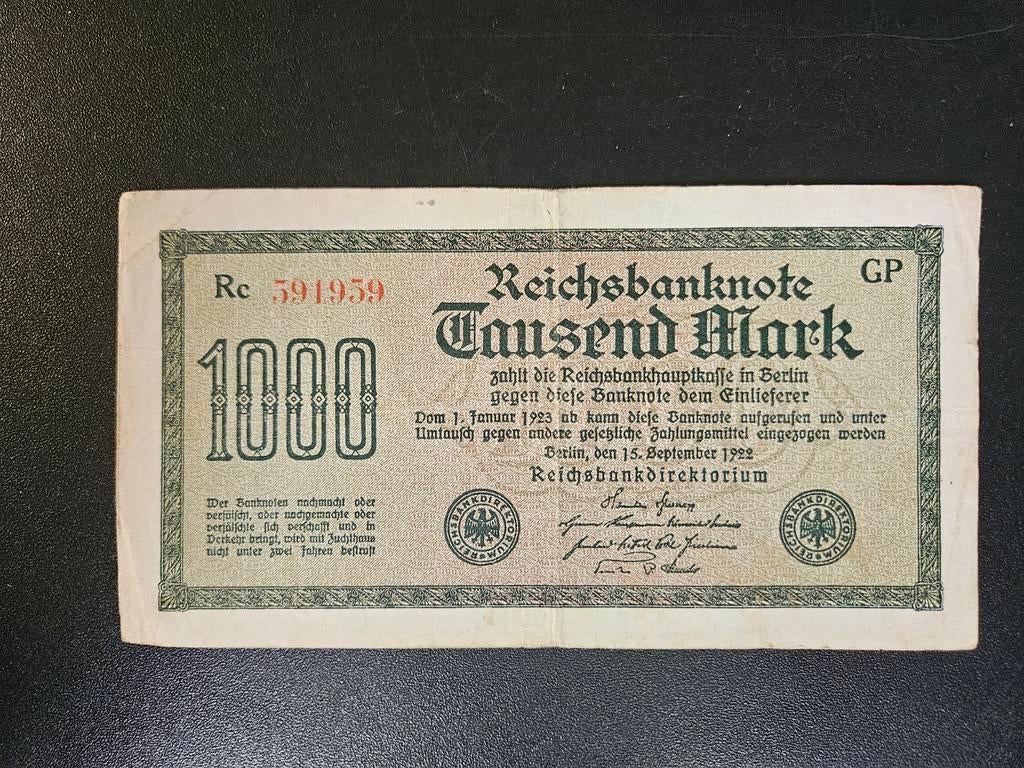 Rc 591959
GP
Reichsbanknote
Tausend Mark
1000
zahlt die Reichsbankhauptkasse in Berlin
gegen diese Banknote dem Einlieferer
Vom 1. Januar 1923 ab kann diese Banknote aufgerufen und unter
Umtausch gegen andere gesetzliche Zahlungsmittel eingezogen werden
Berlin, den 15. September 1922
Reichsbankdirektorium
Wer Banknoten nachmacht oder
verfälscht, oder nachgemachte oder
verfälschte sich verschafft und in
Verkehr bringt, wird mit Zuchthaus
nicht unter zwei Jahren bestraft
REICHSBANKDIREKTORIUM
REICHSBANKDIREKTORIUM